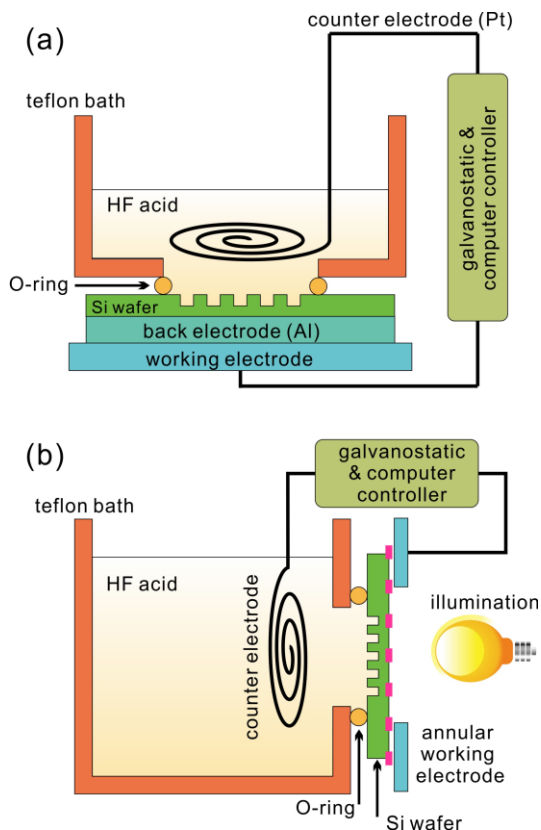 (a)
counter electrode (Pt)
teflon bath
HF acid
galvanostatic &
computer controller
O-ring
Si wafer
back electrode (Al)
working electrode
(b)
galvanostatic
& computer
controller
teflon bath
HF acid
counter electrode
illumination
annular
working
electrode
O-ring
Si wafer